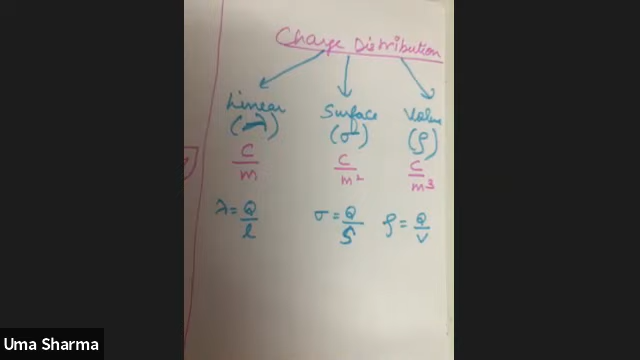 Charge Distribution
Linear Surface Volume
(λ) (σ) (ρ)
C/m C/m² C/m³
λ = Q/l σ = Q/S ρ = Q/V
Uma Sharma